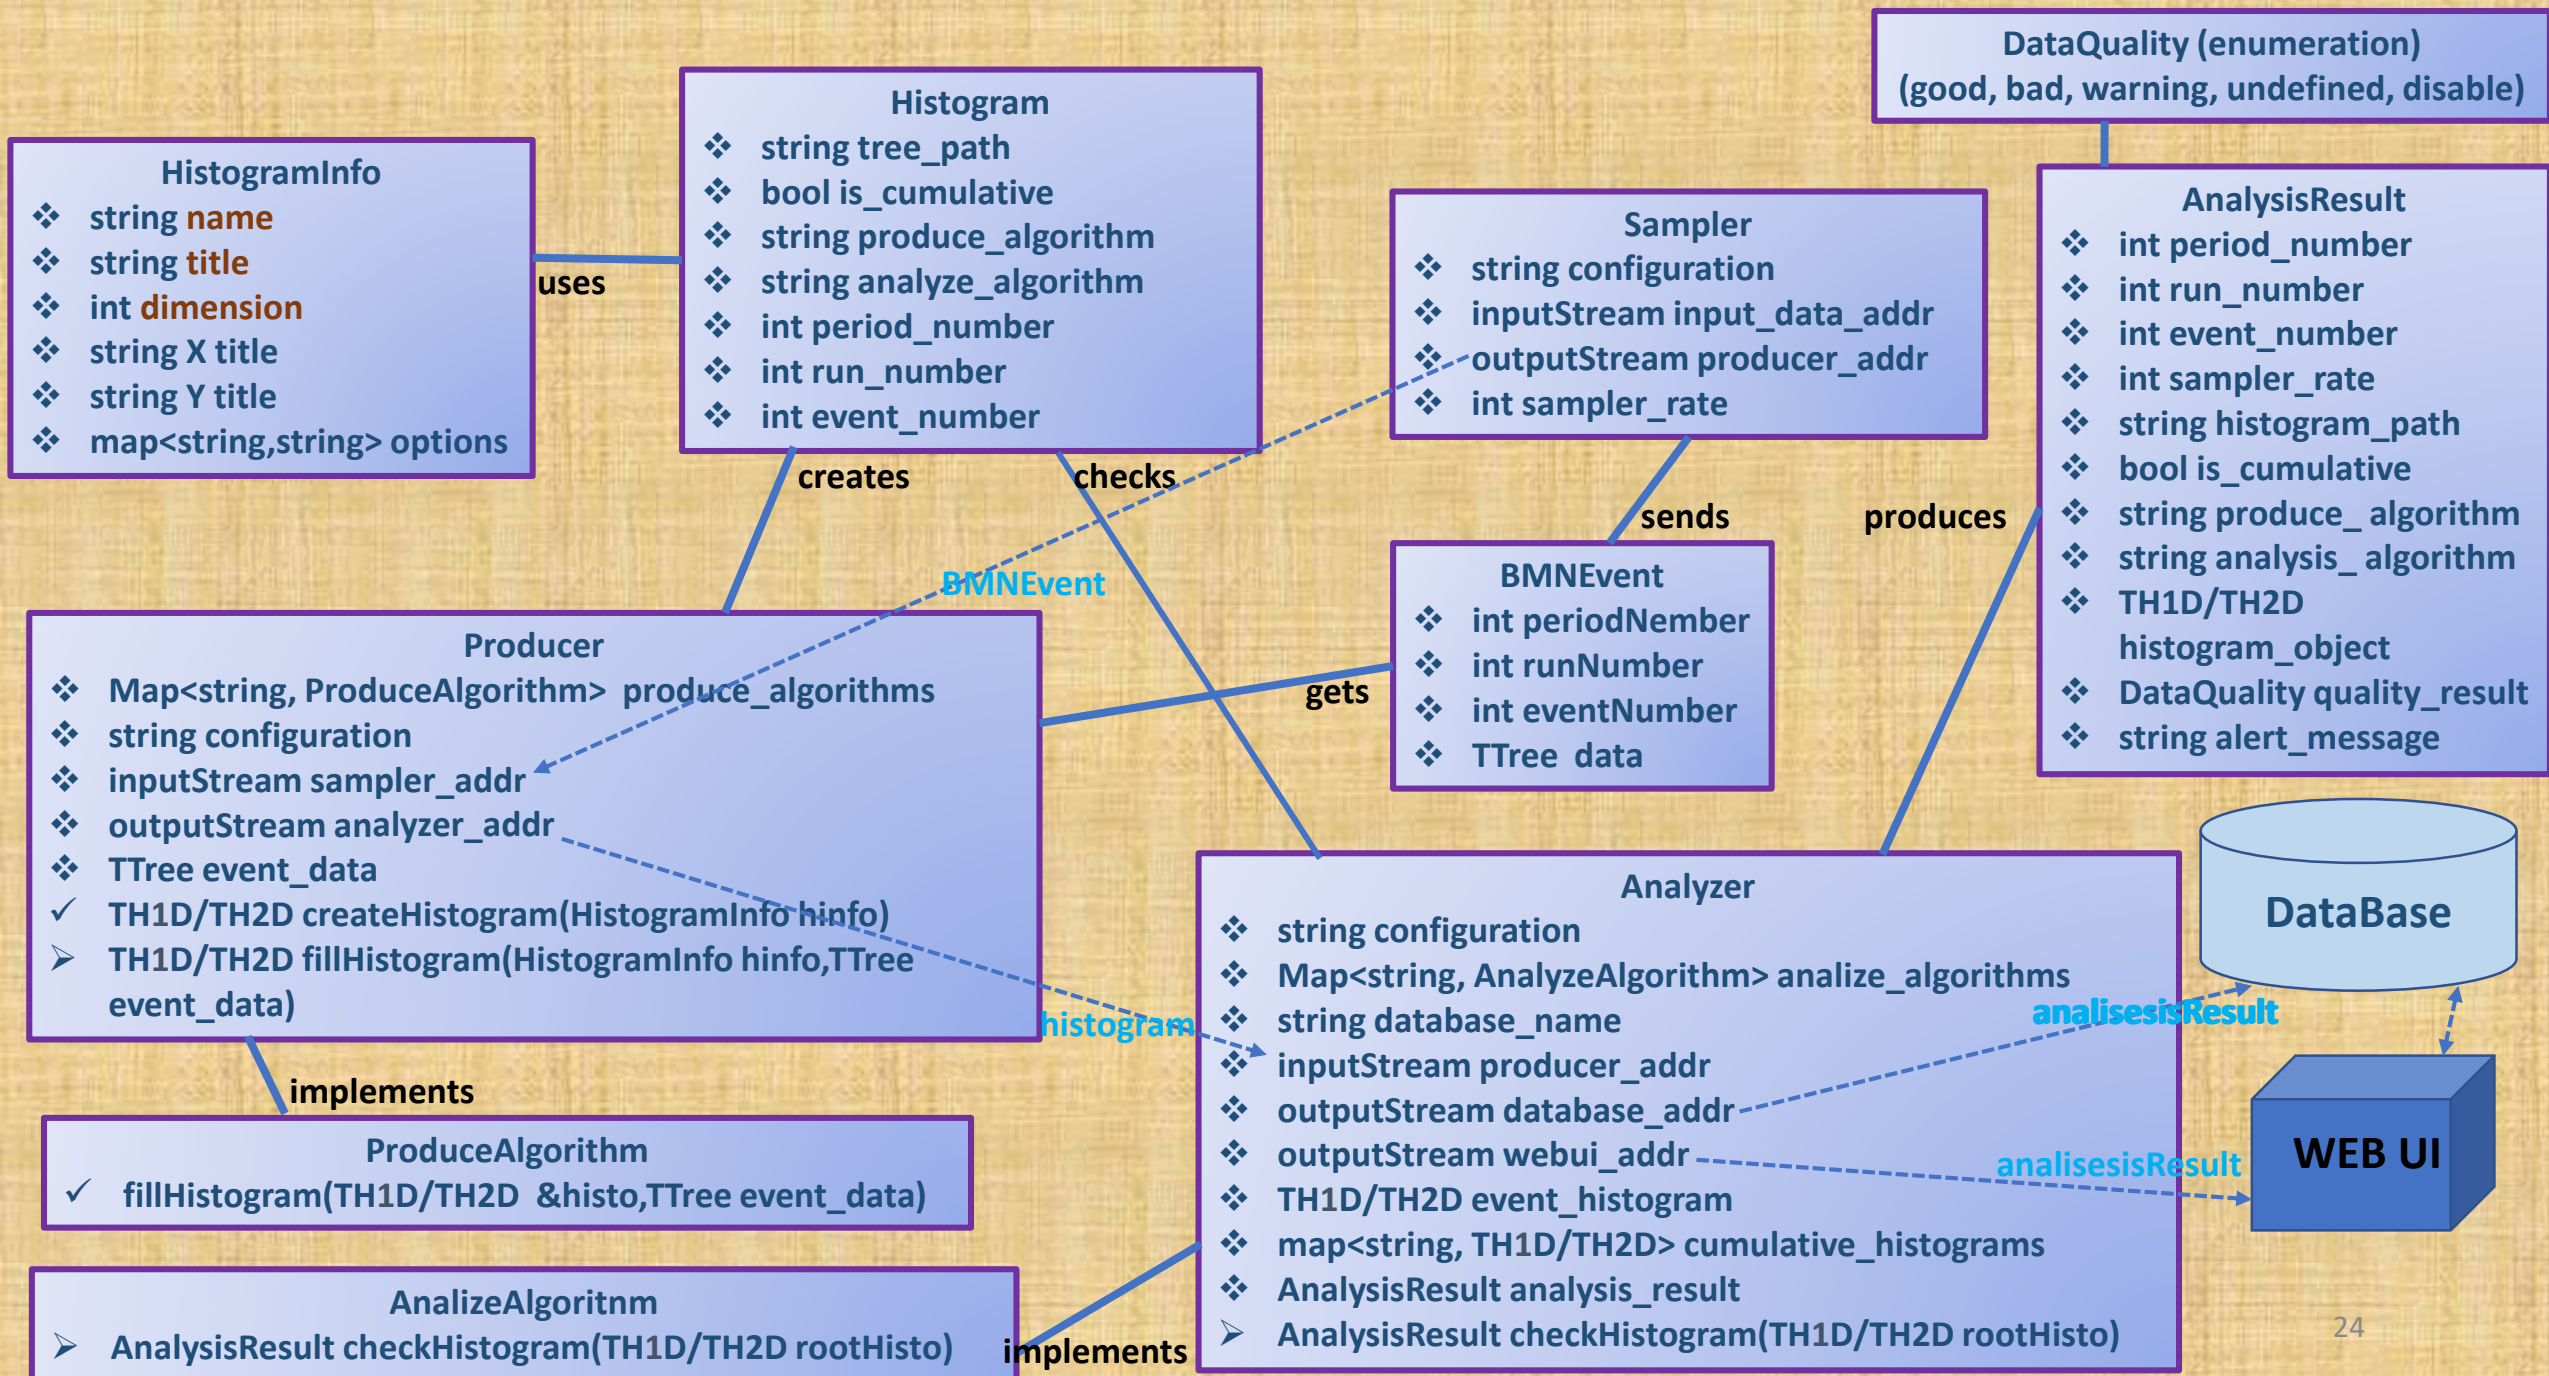 DataQuality (enumeration)
(good, bad, warning, undefined, disable)
Histogram
❖ string tree_path
❖ bool is_cumulative
❖ string produce_algorithm
❖ string analyze_algorithm
❖ int period_number
❖ int run_number
❖ int event_number
HistogramInfo
❖ string name
❖ string title
❖ int dimension
❖ string X title
❖ string Y title
❖ map<string,string> options
uses
Sampler
❖ string configuration
❖ inputStream input_data_addr
❖ outputStream producer_addr
❖ int sampler_rate
AnalysisResult
❖ int period_number
❖ int run_number
❖ int event_number
❖ int sampler_rate
❖ string histogram_path
❖ bool is_cumulative
❖ string produce_ algorithm
❖ string analysis_ algorithm
❖ TH1D/TH2D
histogram_object
❖ DataQuality quality_result
❖ string alert_message
creates
checks
sends
produces
BMNEvent
BMNEvent
❖ int periodNember
❖ int runNumber
❖ int eventNumber
❖ TTree data
gets
Producer
❖ Map<string, ProduceAlgorithm> produce_algorithms
❖ string configuration
❖ inputStream sampler_addr
❖ outputStream analyzer_addr
❖ TTree event_data
✓ TH1D/TH2D createHistogram(HistogramInfo hinfo)
➢ TH1D/TH2D fillHistogram(HistogramInfo hinfo,TTree
event_data)
histogram
implements
ProduceAlgorithm
✓ fillHistogram(TH1D/TH2D &histo,TTree event_data)
AnalizeAlgoritnm
➢ AnalysisResult checkHistogram(TH1D/TH2D rootHisto)
implements
Analyzer
❖ string configuration
❖ Map<string, AnalyzeAlgorithm> analize_algorithms
❖ string database_name
❖ inputStream producer_addr
❖ outputStream database_addr
❖ outputStream webui_addr
❖ TH1D/TH2D event_histogram
❖ map<string, TH1D/TH2D> cumulative_histograms
❖ AnalysisResult analysis_result
➢ AnalysisResult checkHistogram(TH1D/TH2D rootHisto)
DataBase
analisesisResult
analisesisResult
WEB UI
24